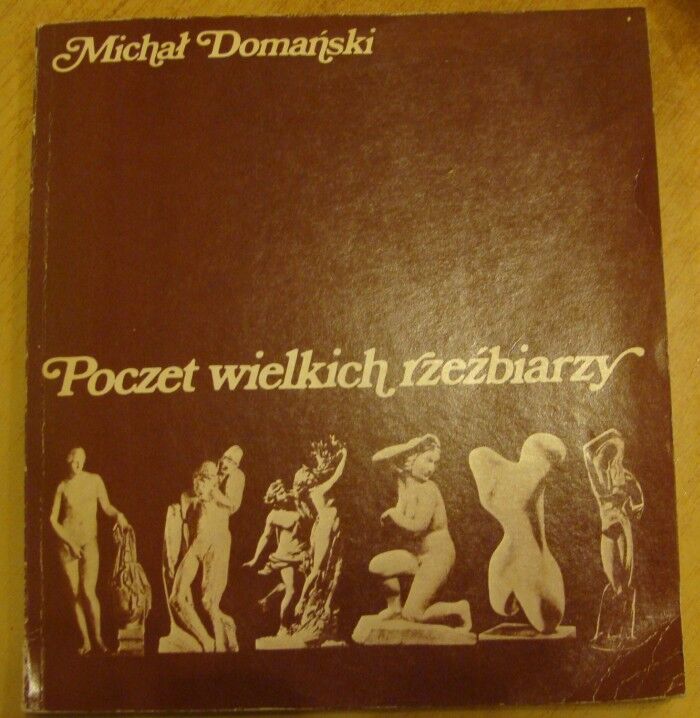 Michał Domański
Poczet wielkich rzeźbiarzy